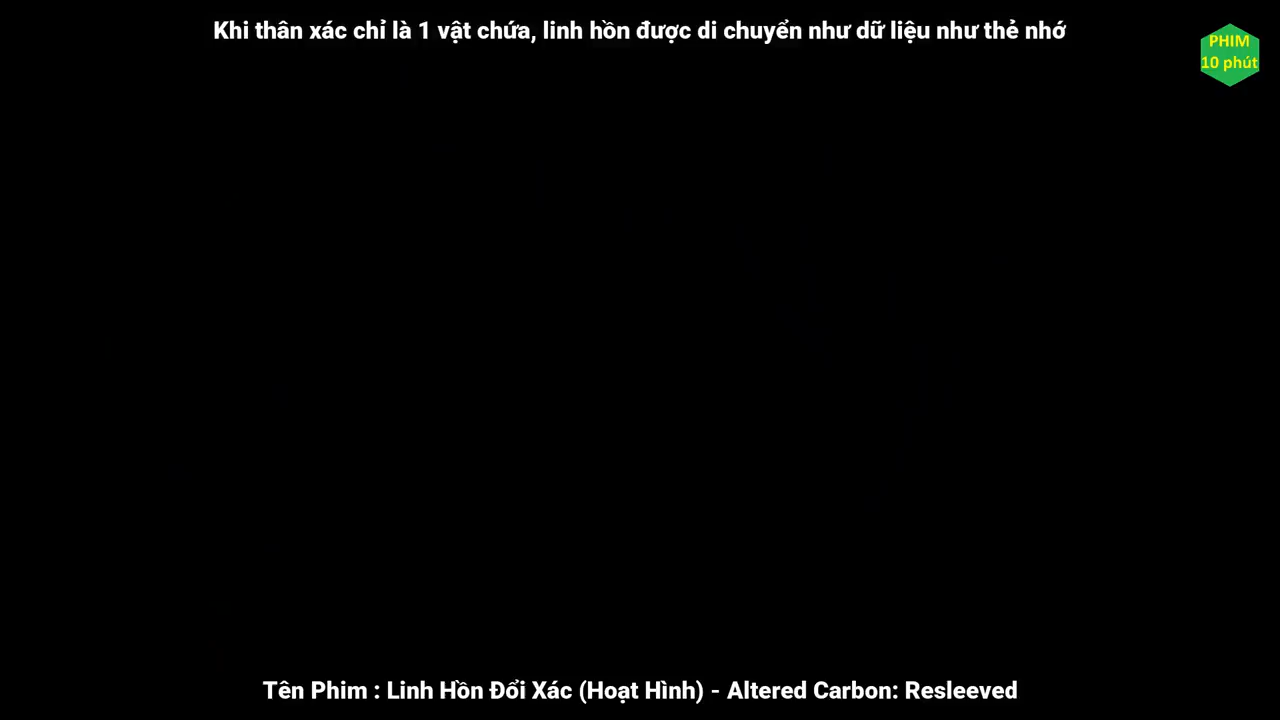 Khi thân xác chỉ là 1 vật chứa, linh hồn được di chuyển như dữ liệu như thẻ nhớ
PHIM
10 phút
Tên Phim : Linh Hồn Đổi Xác (Hoạt Hình) - Altered Carbon: Resleeved